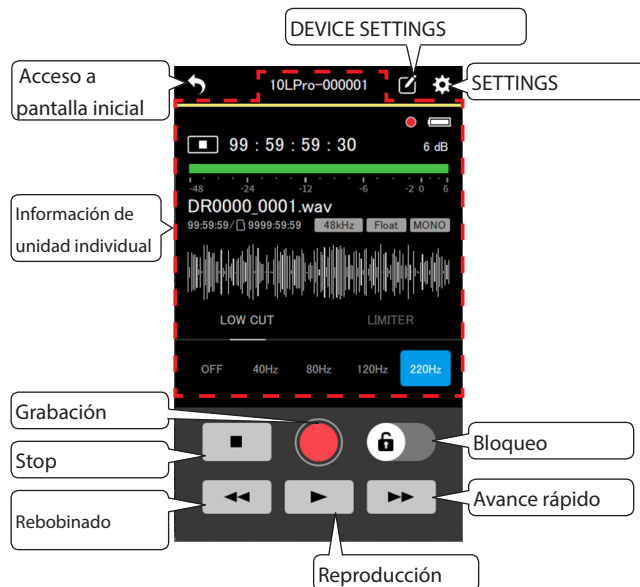 DEVICE SETTINGS
Acceso a
pantalla inicial
10LPro-000001
SETTINGS
99 : 59 : 59 : 30
6 dB
-48 -24 -12 -6 -2 0 6
DR0000_0001.wav
99:59:59/ 9999:59:59 48kHz Float MONO
Información de
unidad individual
LOW CUT LIMITER
OFF 40Hz 80Hz 120Hz 220Hz
Grabación
Bloqueo
Stop
Rebobinado
Avance rápido
Reproducción